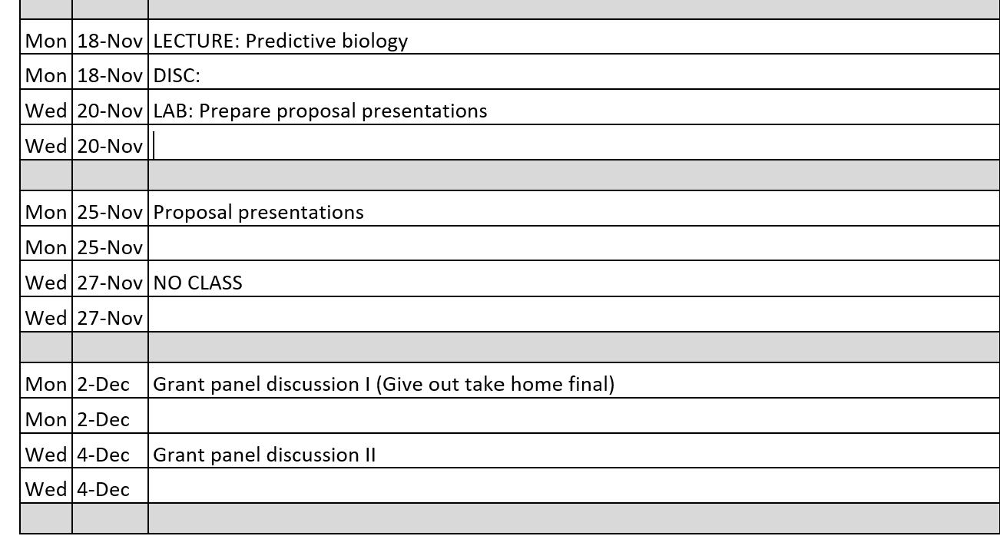 Mon 18-Nov LECTURE: Predictive biology
Mon 18-Nov DISC:
Wed 20-Nov LAB: Prepare proposal presentations
Wed 20-Nov
Mon 25-Nov Proposal presentations
Mon 25-Nov
Wed 27-Nov NO CLASS
Wed 27-Nov
Mon 2-Dec Grant panel discussion I (Give out take home final)
Mon 2-Dec
Wed 4-Dec Grant panel discussion II
Wed 4-Dec